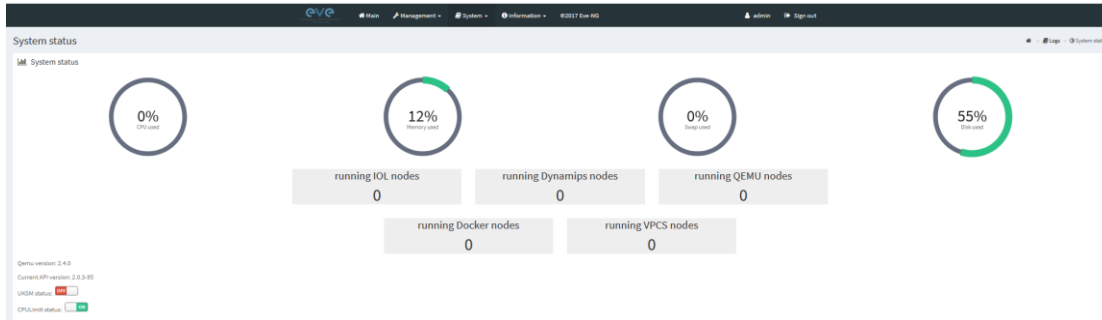 eve
Main Management System Information ©2017 Eve-NG admin Sign out
System status
Logs System stat
System status
0%
CPU used
12%
Memory used
0%
Swap used
55%
Disk used
running IOL nodes
0
running Dynamips nodes
0
running QEMU nodes
0
running Docker nodes
0
running VPCS nodes
0
Qemu version: 2.4.0
Current API version: 2.0.3-95
UKSM status: OFF
CPULimit status: ON